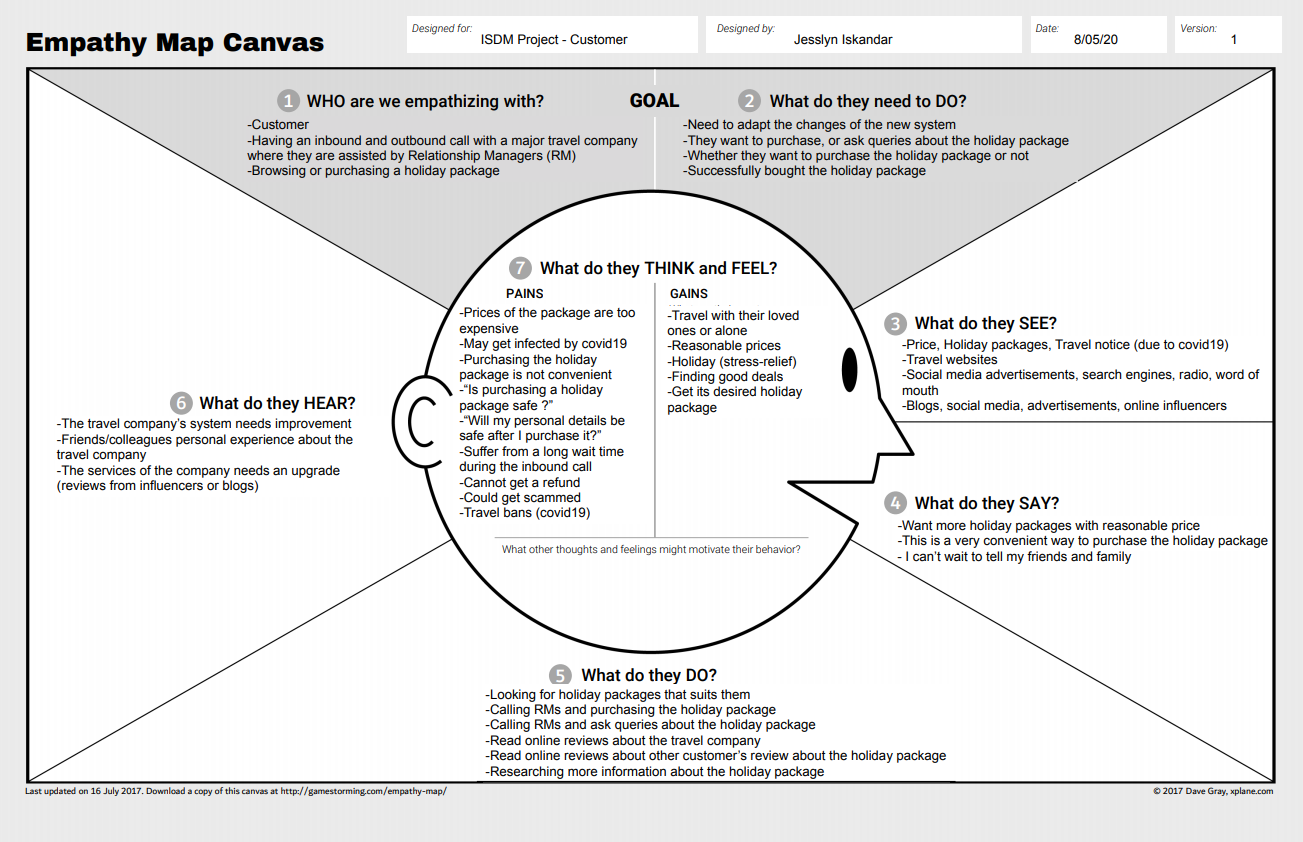 Empathy Map Canvas
Designed for:
ISDM Project - Customer
Designed by:
Jesslyn Iskandar
Date:
8/05/20
Version:
1
1 WHO are we empathizing with?
-Customer
-Having an inbound and outbound call with a major travel company
where they are assisted by Relationship Managers (RM)
-Browsing or purchasing a holiday package
GOAL
2 What do they need to DO?
-Need to adapt the changes of the new system
-They want to purchase, or ask queries about the holiday package
-Whether they want to purchase the holiday package or not
-Successfully bought the holiday package
3 What do they SEE?
-Price, Holiday packages, Travel notice (due to covid19)
-Travel websites
-Social media advertisements, search engines, radio, word of
mouth
-Blogs, social media, advertisements, online influencers
4 What do they SAY?
-Want more holiday packages with reasonable price
-This is a very convenient way to purchase the holiday package
- I can't wait to tell my friends and family
5 What do they DO?
-Looking for holiday packages that suits them
-Calling RMs and purchasing the holiday package
-Calling RMs and ask queries about the holiday package
-Read online reviews about the travel company
-Read online reviews about other customer's review about the holiday package
-Researching more information about the holiday package
6 What do they HEAR?
-The travel company's system needs improvement
-Friends/colleagues personal experience about the
travel company
-The services of the company needs an upgrade
(reviews from influencers or blogs)
7 What do they THINK and FEEL?
PAINS
-Prices of the package are too
expensive
-May get infected by covid19
-Purchasing the holiday
package is not convenient
-“Is purchasing a holiday
package safe ?”
-“Will my personal details be
safe after I purchase it?”
-Suffer from a long wait time
during the inbound call
-Cannot get a refund
-Could get scammed
-Travel bans (covid19)
GAINS
-Travel with their loved
ones or alone
-Reasonable prices
-Holiday (stress-relief)
-Finding good deals
-Get its desired holiday
package
What other thoughts and feelings might motivate their behavior?
Last updated on 16 July 2017. Download a copy of this canvas at http://gamestorming.com/empathy-map/
© 2017 Dave Gray, xplane.com